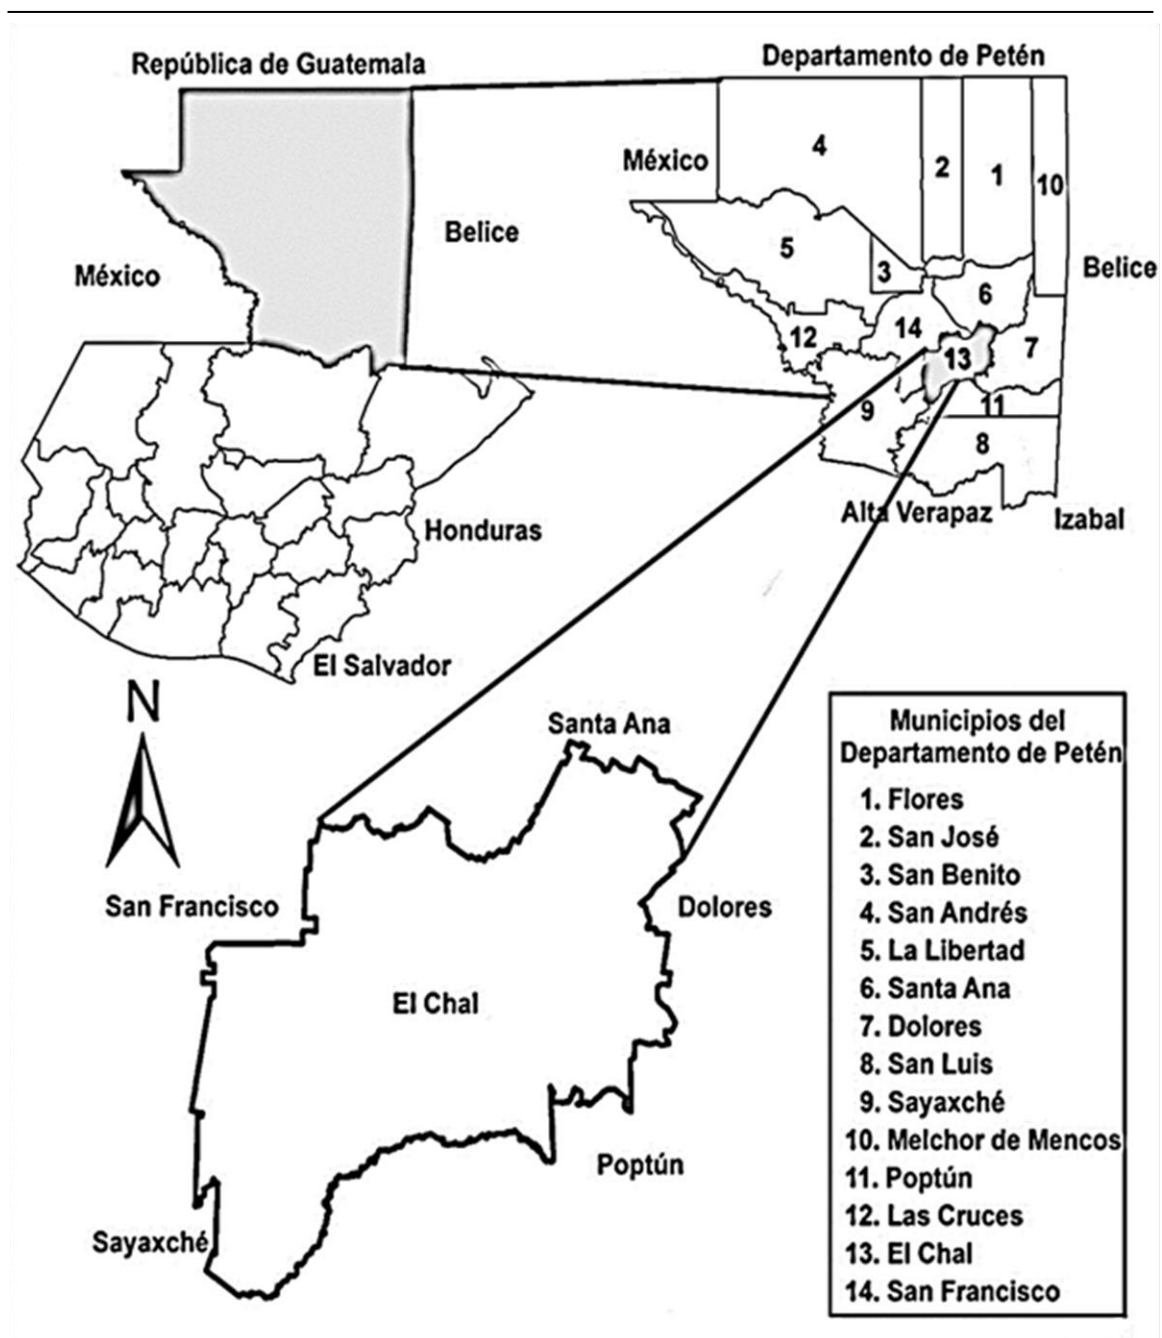 República de Guatemala
Departamento de Petén
México
4
2
1
10
Belice
5
México
3
Belice
6
12
14
13
7
9
11
8
Alta Verapaz
Izabal
Honduras
El Salvador
N
Santa Ana
San Francisco
Dolores
El Chal
Poptún
Sayaxché
Municipios del
Departamento de Petén
1. Flores
2. San José
3. San Benito
4. San Andrés
5. La Libertad
6. Santa Ana
7. Dolores
8. San Luis
9. Sayaxché
10. Melchor de Mencos
11. Poptún
12. Las Cruces
13. El Chal
14. San Francisco